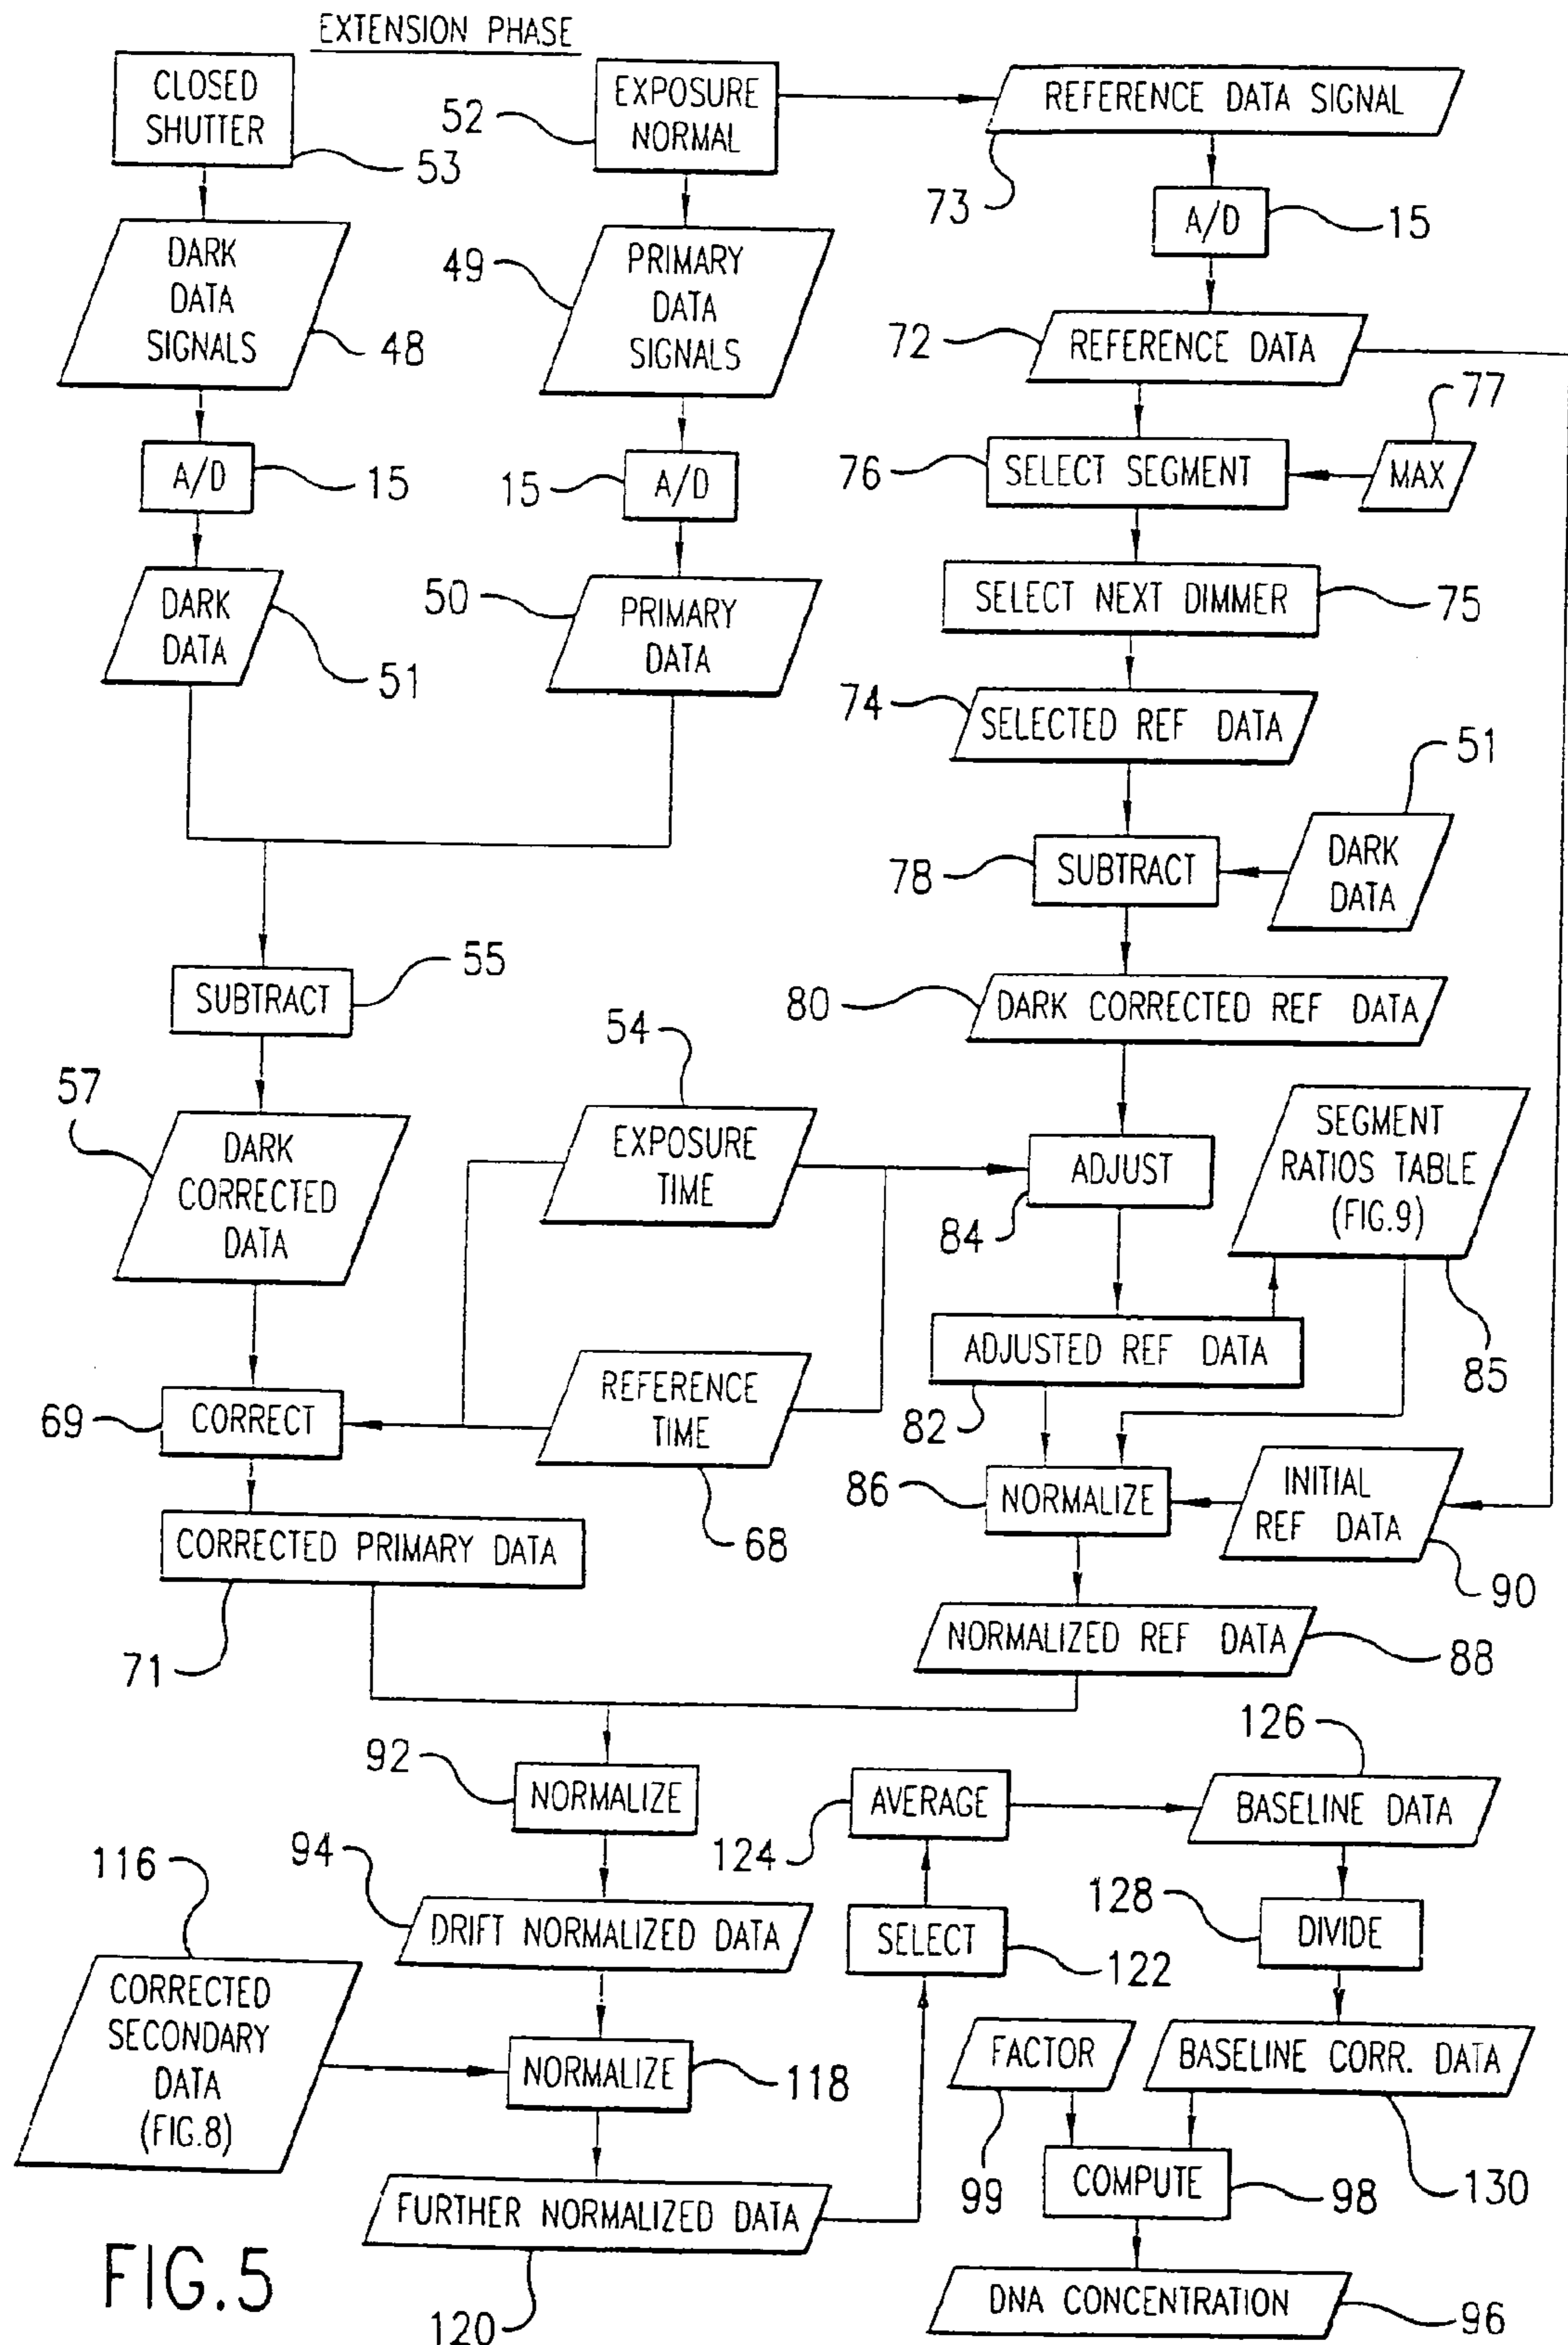 EXTENSION PHASE
CLOSED
SHUTTER
53
52
EXPOSURE
NORMAL
REFERENCE DATA SIGNAL
73
A/D
15
DARK
DATA
SIGNALS
48
49
PRIMARY
DATA
SIGNALS
72
REFERENCE DATA
77
MAX
A/D
15
15
A/D
76
SELECT SEGMENT
SELECT NEXT DIMMER
75
DARK
DATA
51
50
PRIMARY
DATA
74
SELECTED REF DATA
51
DARK
DATA
78
SUBTRACT
55
SUBTRACT
80
DARK CORRECTED REF DATA
54
EXPOSURE
TIME
57
DARK
CORRECTED
DATA
ADJUST
84
SEGMENT
RATIOS TABLE
(FIG.9)
85
ADJUSTED REF DATA
82
REFERENCE
TIME
68
69
CORRECT
86
NORMALIZE
INITIAL
REF DATA
90
CORRECTED PRIMARY DATA
71
NORMALIZED REF DATA
88
92
NORMALIZE
AVERAGE
124
126
BASELINE DATA
116
94
DRIFT NORMALIZED DATA
SELECT
122
128
DIVIDE
CORRECTED
SECONDARY
DATA
(FIG.8)
NORMALIZE
118
FACTOR
99
BASELINE CORR. DATA
130
FURTHER NORMALIZED DATA
120
COMPUTE
98
DNA CONCENTRATION
96
FIG.5